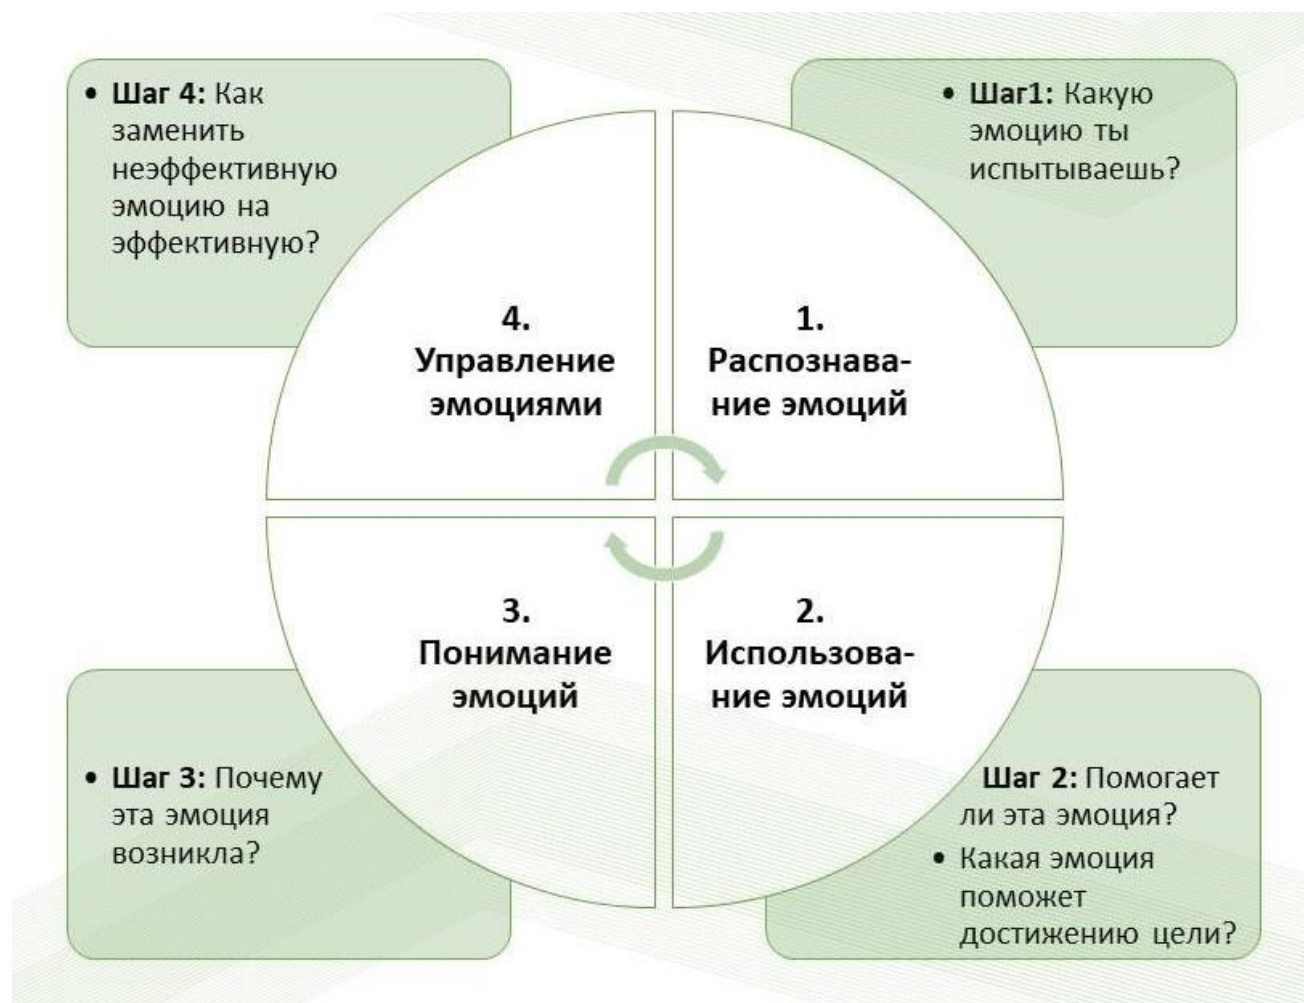 • Шаг 4: Как
заменить
неэффективную
эмоцию на
эффективную?
• Шаг1: Какую
эмоцию ты
испытываешь?
4.
Управление
эмоциями
1.
Распознава-
ние эмоций
3.
Понимание
эмоций
2.
Использова-
ние эмоций
• Шаг 3: Почему
эта эмоция
возникла?
Шаг 2: Помогает
ли эта эмоция?
• Какая эмоция
поможет
достижению цели?